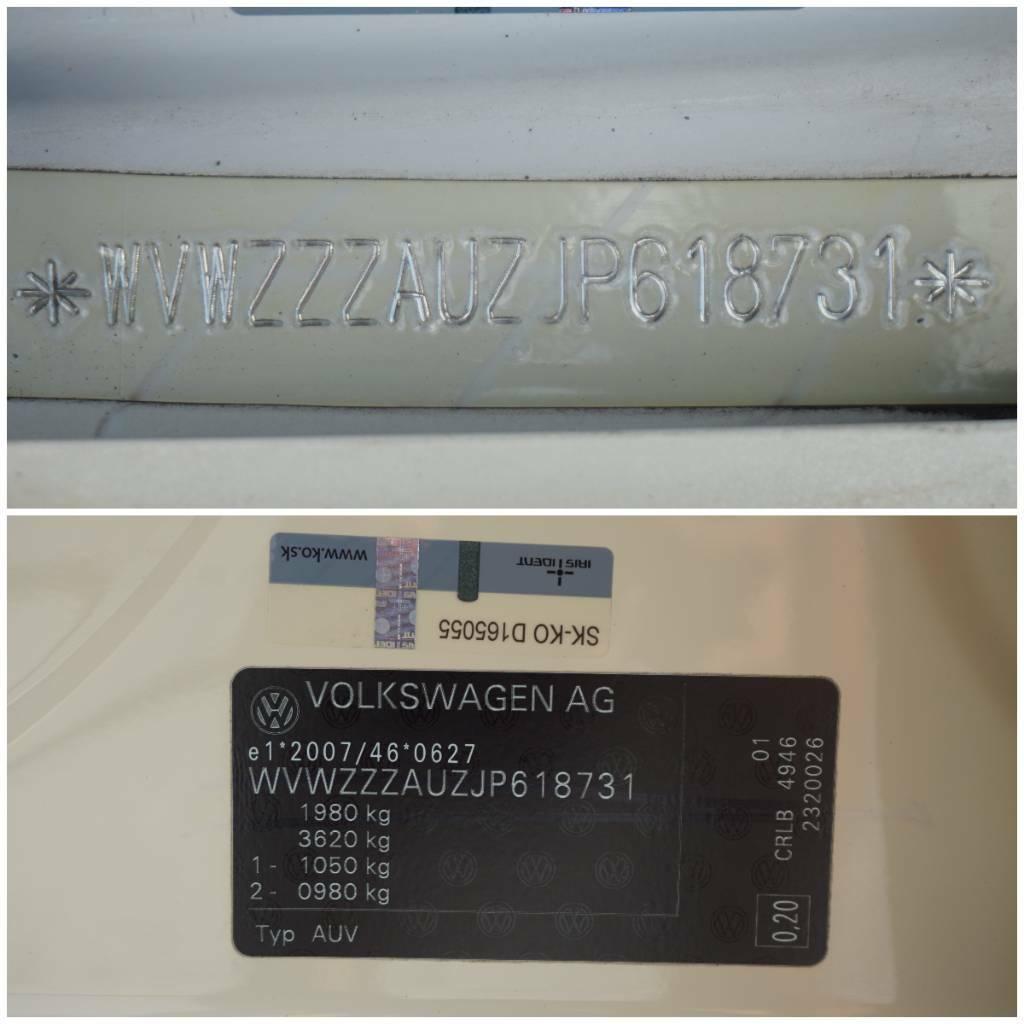 *WVWZZZAUZJP618731*
www.ko.sk
IRIS IDENT
SK-KO D165055
VOLKSWAGEN AG
e1*2007/46*0627
WVWZZZAUZJP618731
1980 kg
3620 kg
1- 1050 kg
2- 0980 kg
Typ AUV
01
CRLB 4946
2320026
0,20